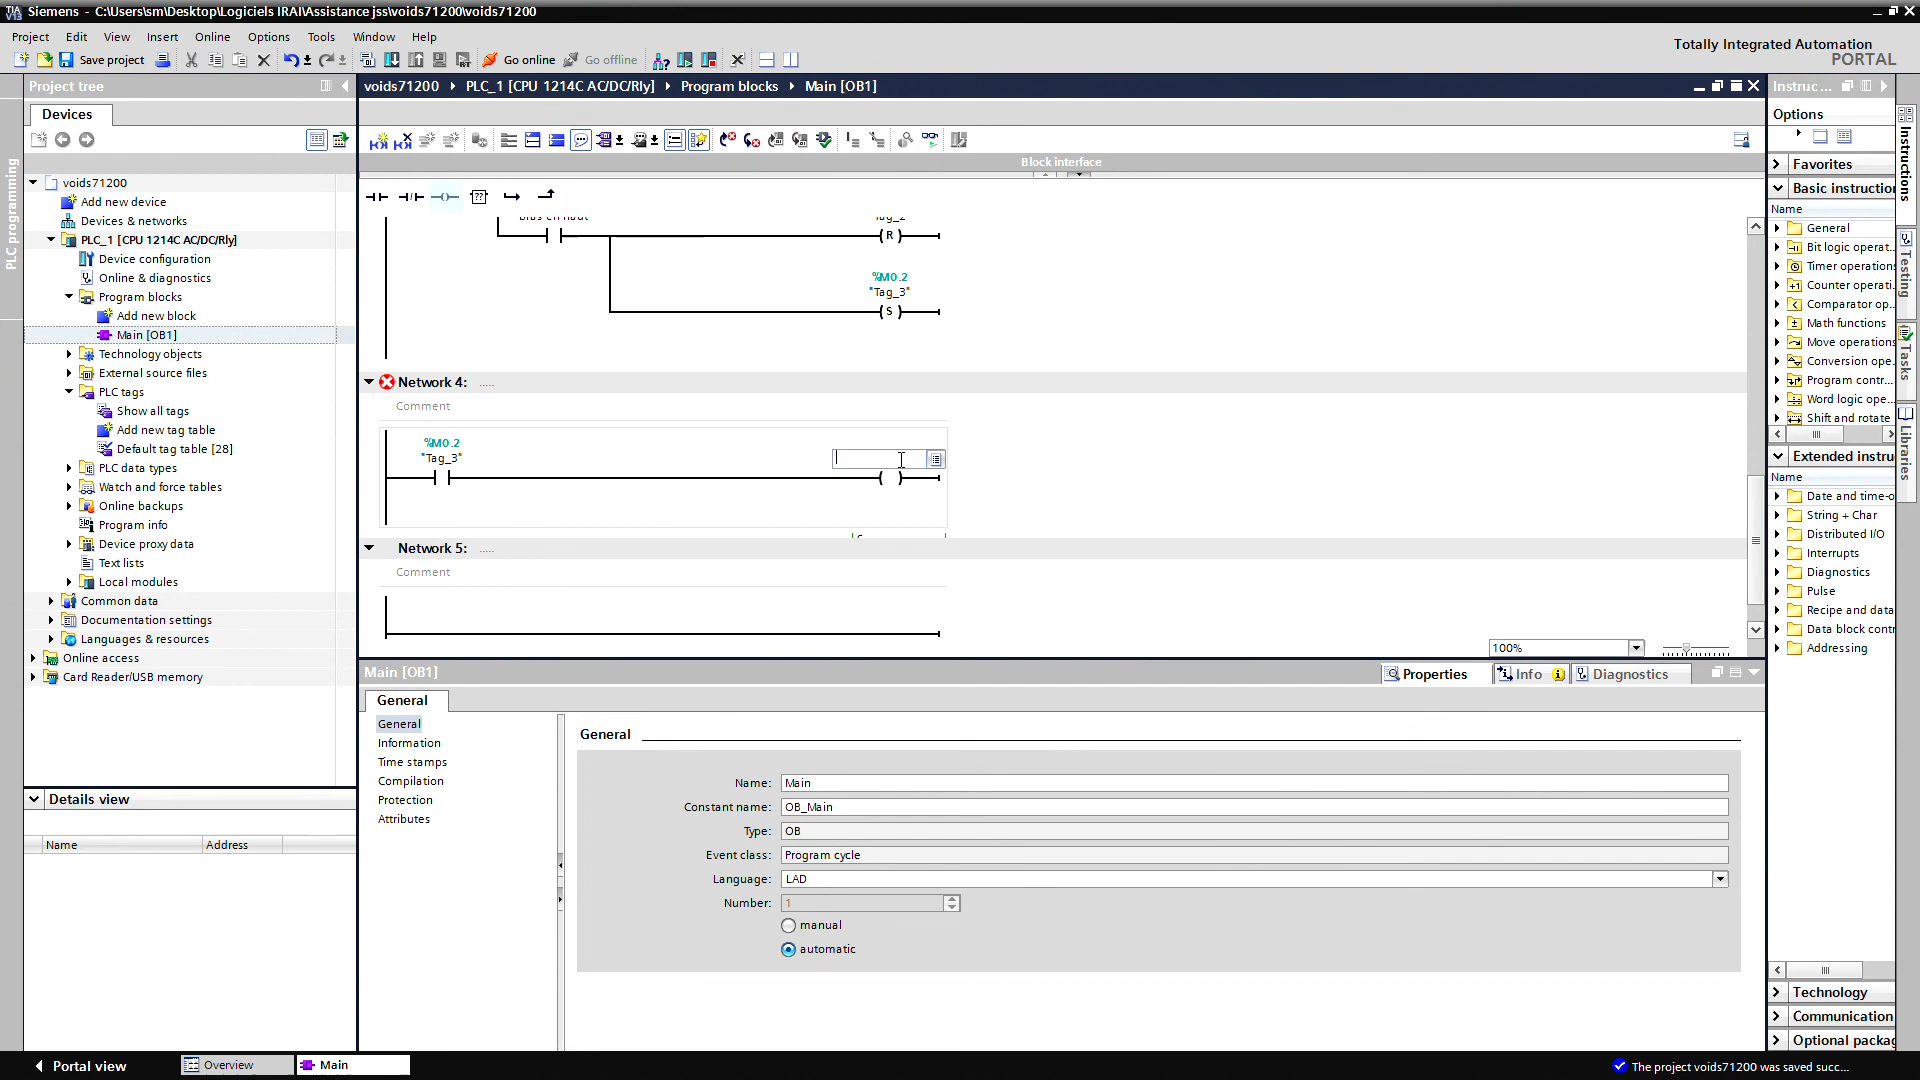 Siemens - C:\Users\sm\Desktop\Logiciels IRAI\Assistance jss\voids71200\voids71200
Project Edit View Insert Online Options Tools Window Help
Totally Integrated Automation
PORTAL
Save project
Go online
Go offline
Project tree
voids71200 PLC_1 [CPU 1214C AC/DC/Rly] Program blocks Main [OB1]
Instruc...
Devices
Options
Block interface
PLC programming
Favorites
Basic instruction
Name
General
Bit logic operat...
Timer operations
Counter operati...
Comparator op...
Math functions
Move operations
Conversion ope...
Program contr...
Word logic ope...
Shift and rotate
Extended instru
Name
Date and time-o
String + Char
Distributed I/O
Interrupts
Diagnostics
Pulse
Recipe and data
Data block contr
Addressing
Technology
Communication
Optional packag
Instructions
Testing
Tasks
Libraries
voids71200
Add new device
Devices & networks
PLC_1 [CPU 1214C AC/DC/Rly]
Device configuration
Online & diagnostics
Program blocks
Add new block
Main [OB1]
Technology objects
External source files
PLC tags
Show all tags
Add new tag table
Default tag table [28]
PLC data types
Watch and force tables
Online backups
Program info
Device proxy data
Text lists
Local modules
Common data
Documentation settings
Languages & resources
Online access
Card Reader/USB memory
Details view
Name Address
??
R
%M0.2
"Tag_3"
S
Network 4: .....
Comment
%M0.2
"Tag_3"
Network 5: .....
Comment
100%
Main [OB1]
Properties Info Diagnostics
General
General
Information
Time stamps
Compilation
Protection
Attributes
General
Name: Main
Constant name: OB_Main
Type: OB
Event class: Program cycle
Language: LAD
Number: 1
manual
automatic
Portal view
Overview
Main
The project voids71200 was saved succ...